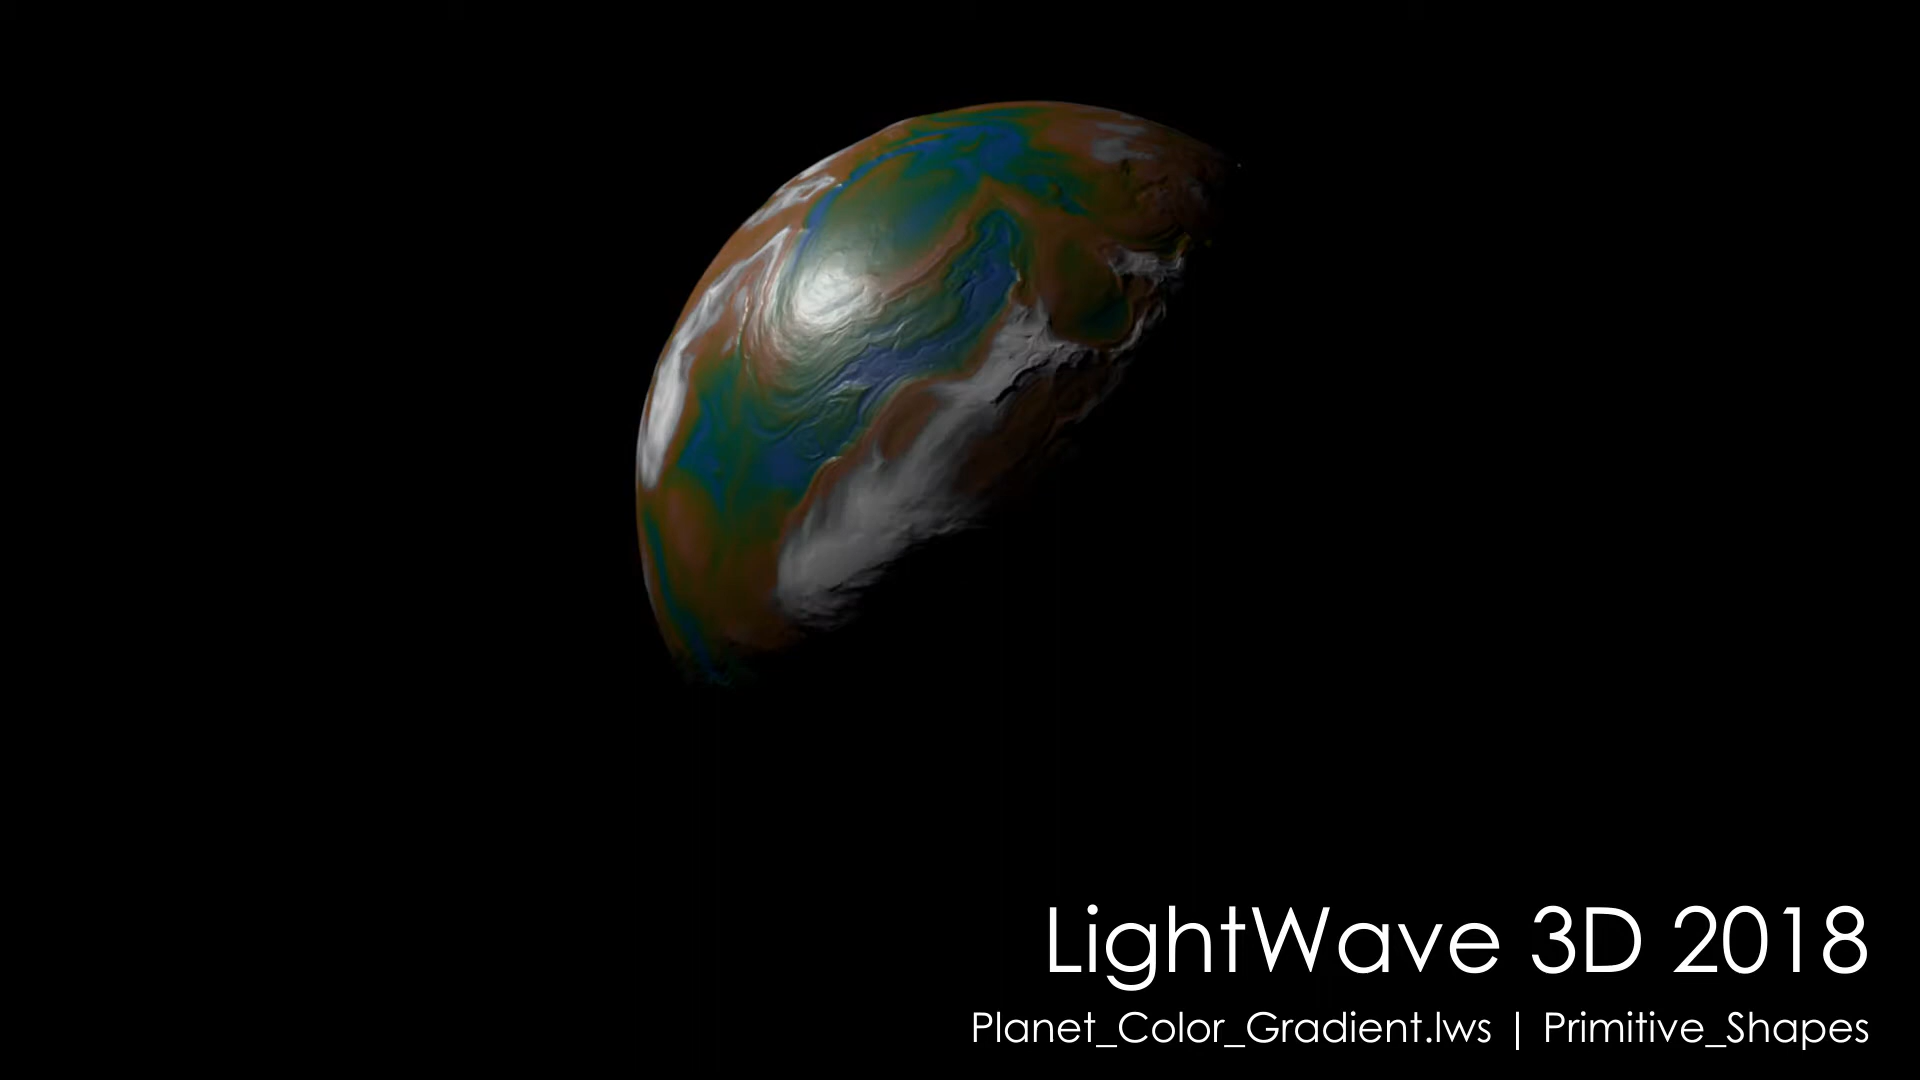 LightWave 3D 2018
Planet_Color_Gradient.lws | Primitive_Shapes